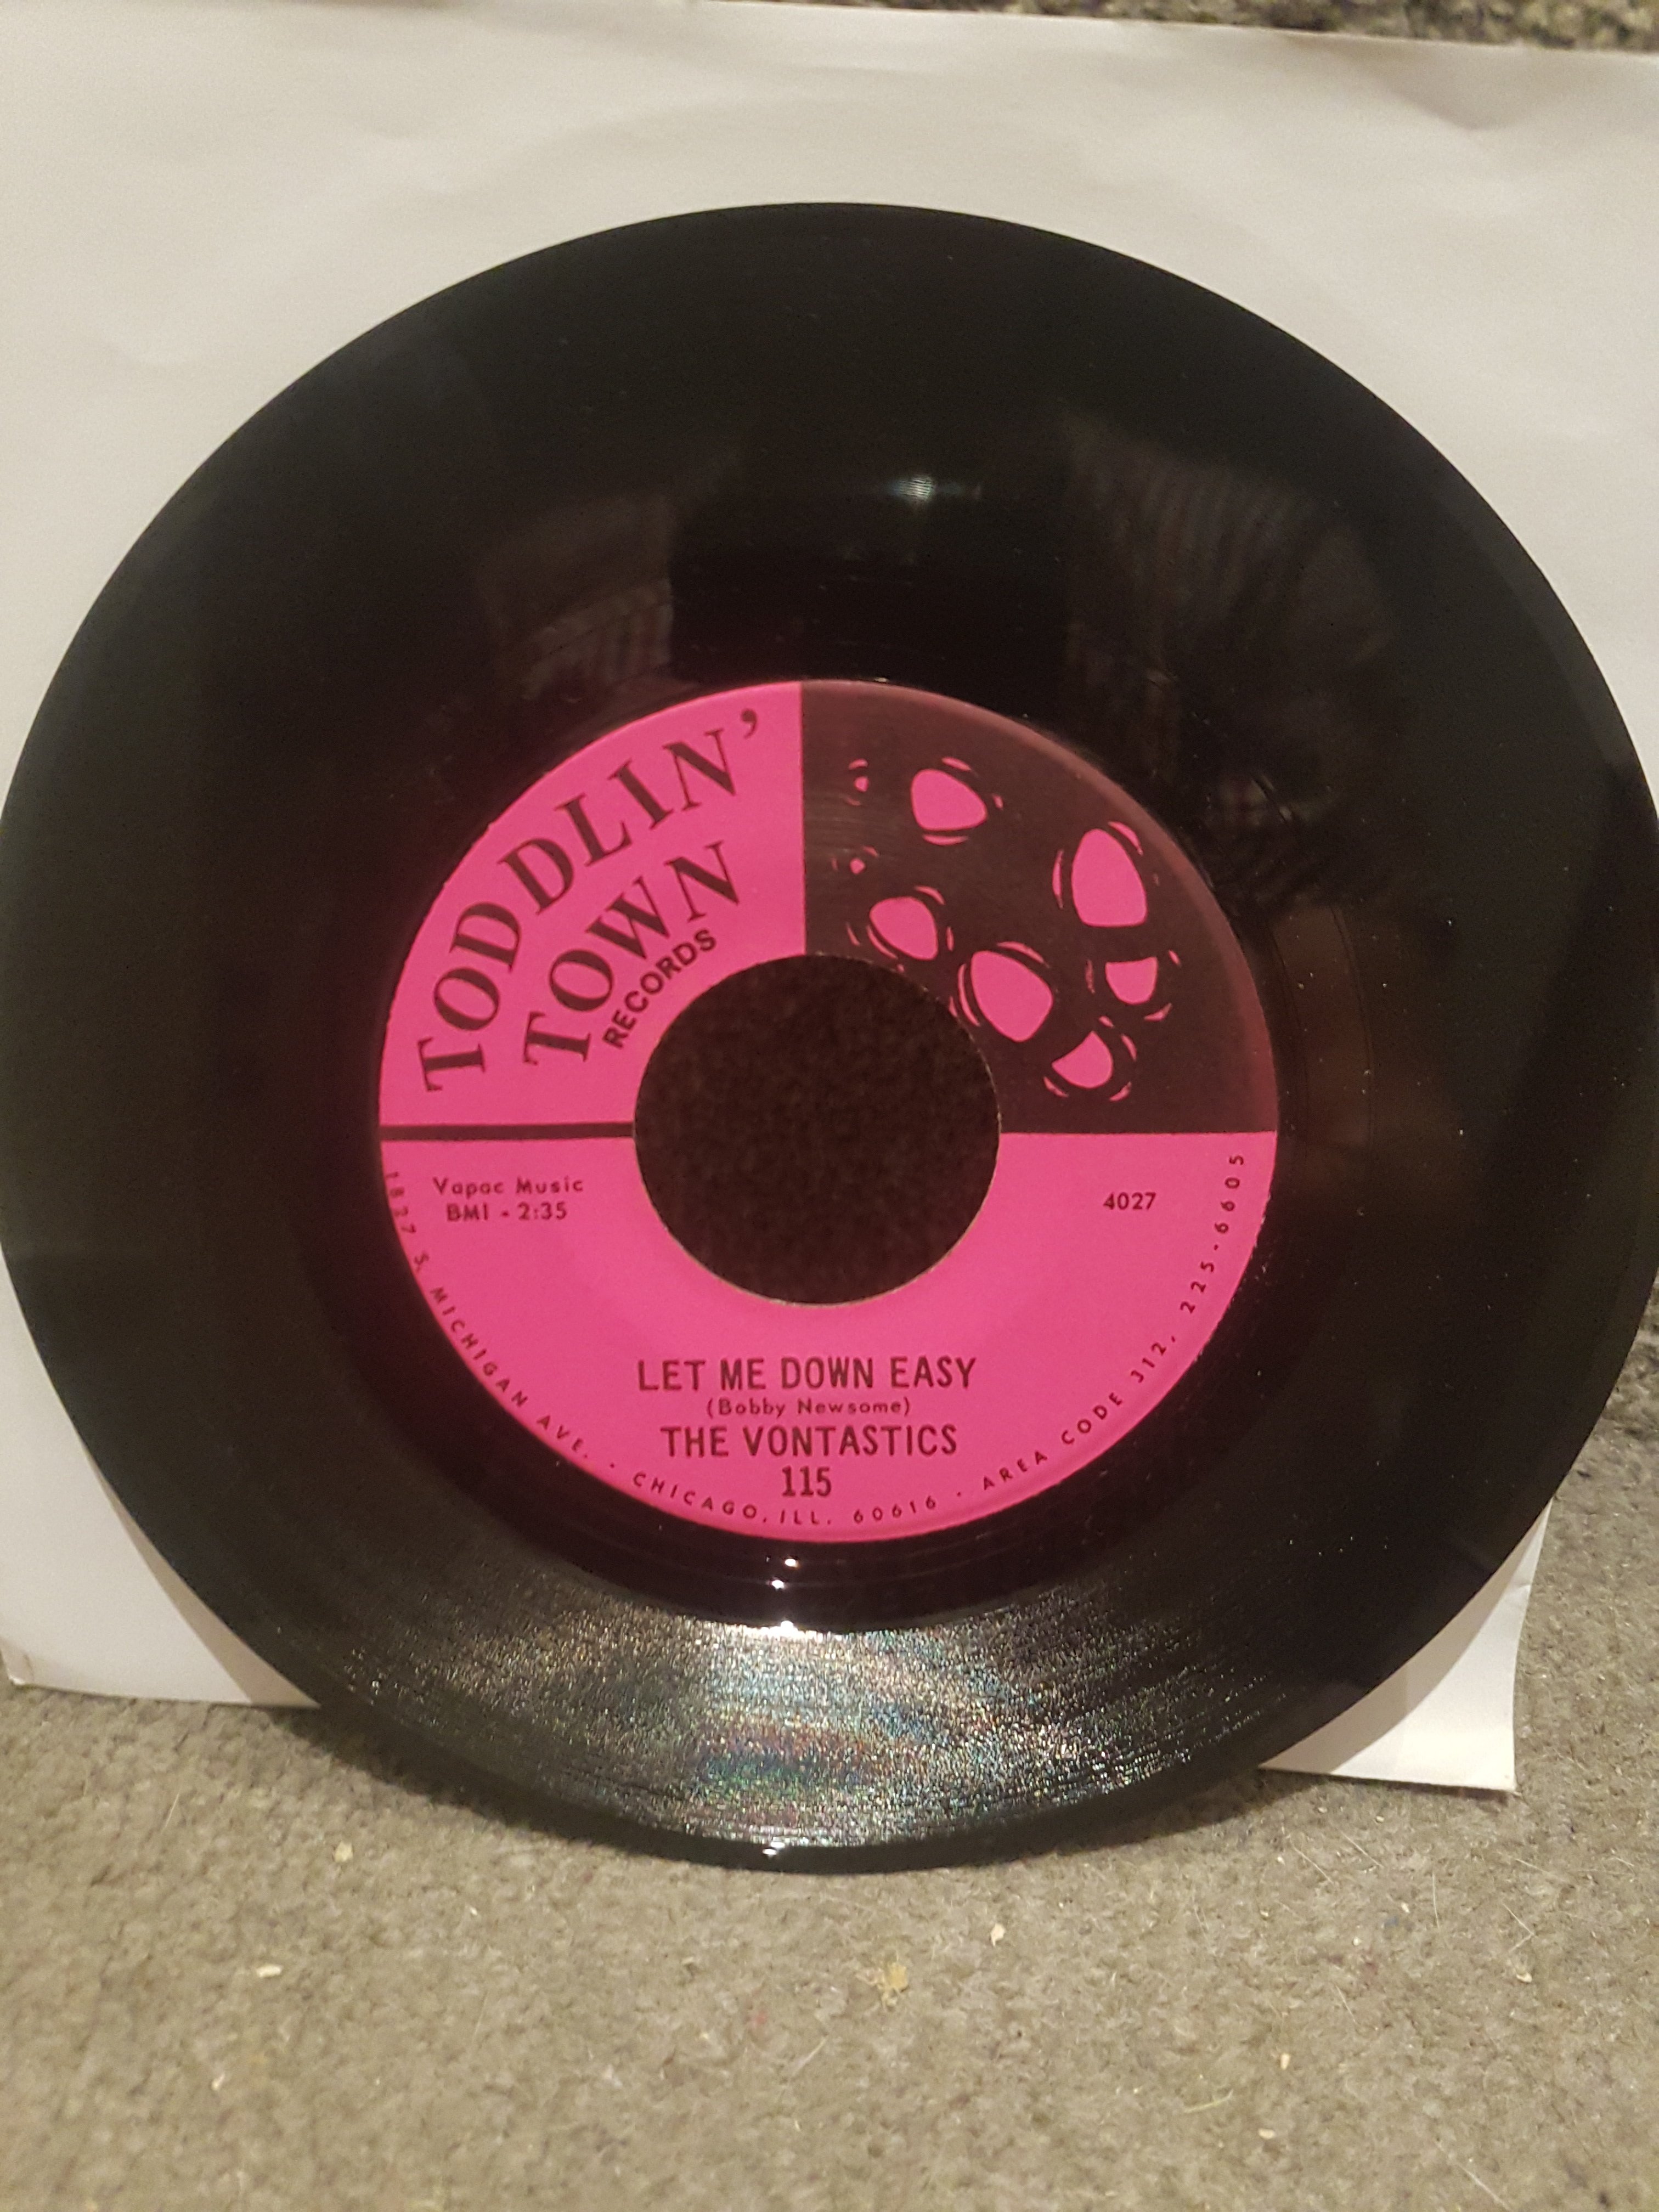 TODDLIN'
TOWN
RECORDS
Vapac Music
BMI - 2:35
4027
LET ME DOWN EASY
(Bobby Newsome)
THE VONTASTICS
115
1827 S. MICHIGAN AVE. · CHICAGO, ILL. 60616 · AREA CODE 312, 225-6605